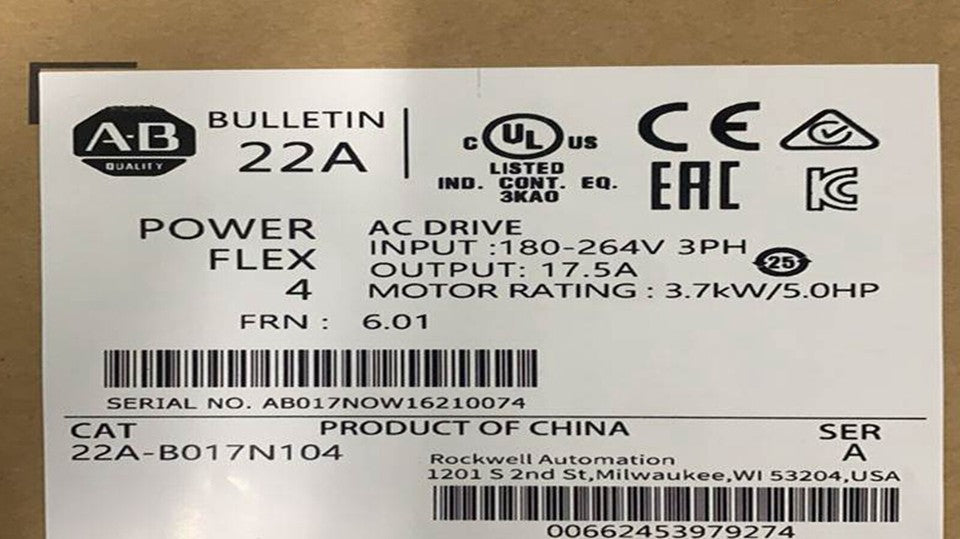 A-B
QUALITY
BULLETIN
22A
C UL US
LISTED
IND. CONT. EQ.
3KA0
CE
EAC
KC
POWER
FLEX
4
AC DRIVE
INPUT :180-264V 3PH
OUTPUT: 17.5A
MOTOR RATING : 3.7kW/5.0HP
25
FRN : 6.01
SERIAL NO. AB017NOW16210074
CAT
22A-B017N104
PRODUCT OF CHINA
SER
A
Rockwell Automation
1201 S 2nd St,Milwaukee,WI 53204,USA
00662453979274